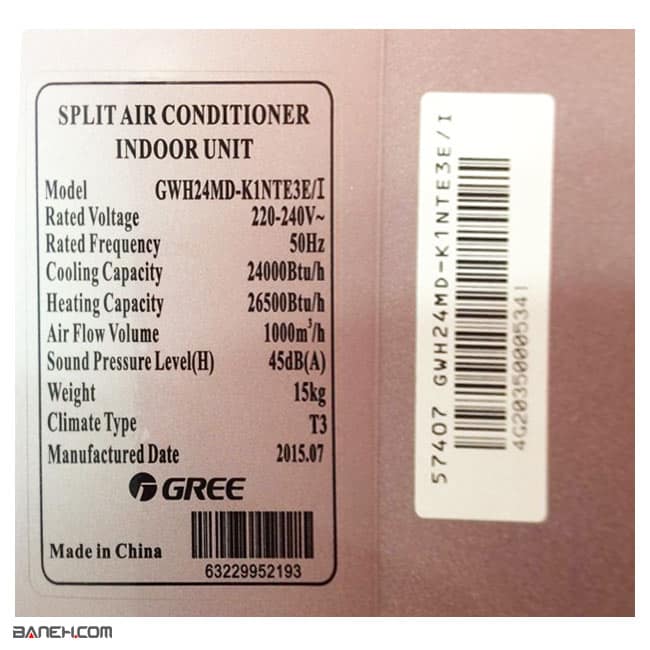 SPLIT AIR CONDITIONER
INDOOR UNIT
Model GWH24MD-K1NTE3E/I
Rated Voltage 220-240V~
Rated Frequency 50Hz
Cooling Capacity 24000Btu/h
Heating Capacity 26500Btu/h
Air Flow Volume 1000m³/h
Sound Pressure Level(H) 45dB(A)
Weight 15kg
Climate Type T3
Manufactured Date 2015.07
GREE
Made in China
63229952193
57407 GWH24MD-K1NTE3E/I
4G20350005341
BANEH.COM